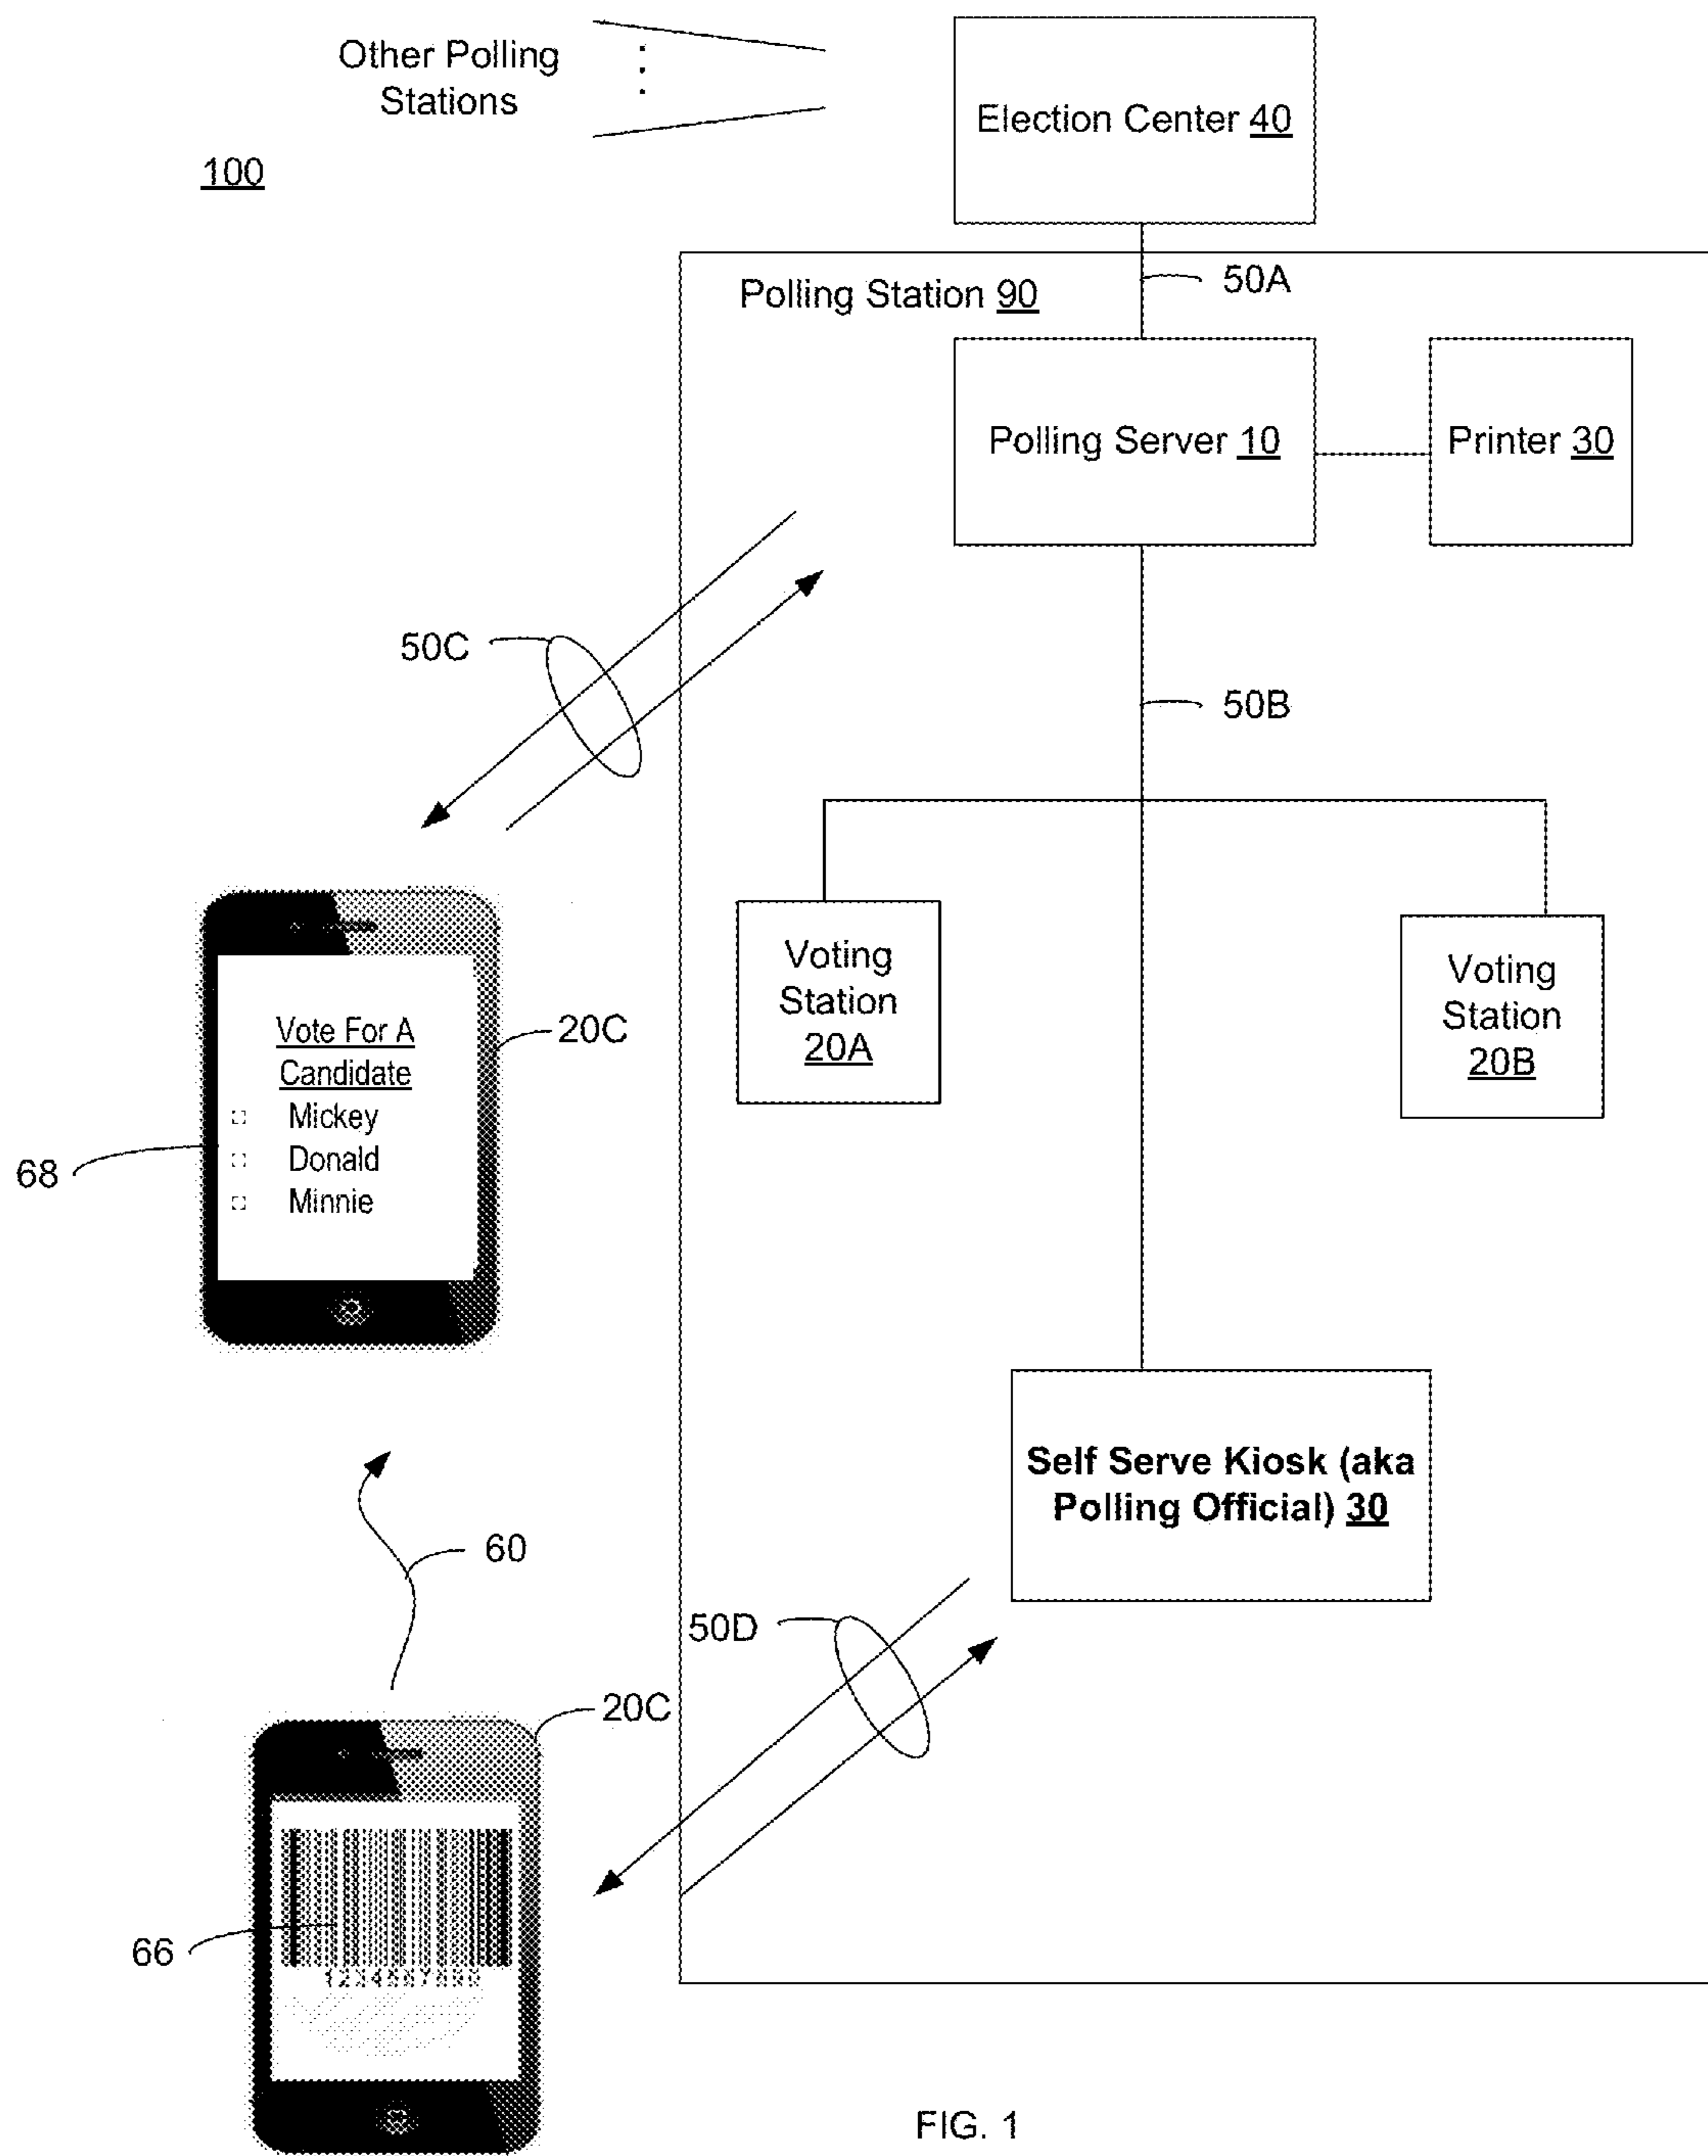 Other Polling
Stations
100
Election Center 40
50A
Polling Station 90
Polling Server 10
Printer 30
50C
50B
Voting
Station
20A
Voting
Station
20B
Vote For A
Candidate
Mickey
Donald
Minnie
20C
68
Self Serve Kiosk (aka
Polling Official) 30
60
50D
20C
66
FIG. 1